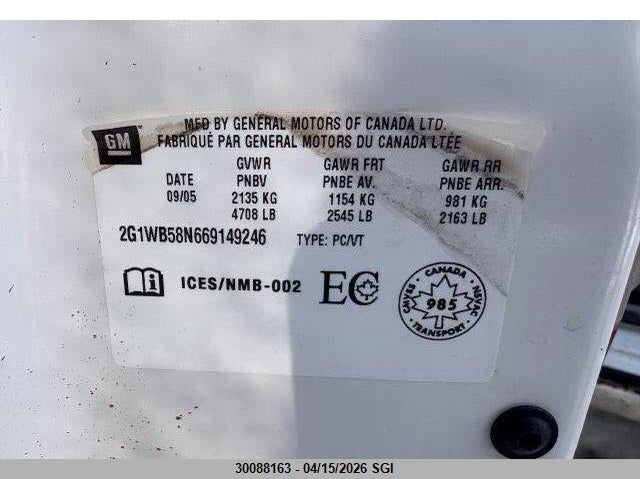 MFD BY GENERAL MOTORS OF CANADA LTD.
FABRIQUÉ PAR GENERAL MOTORS DU CANADA LTÉE
GM
GVWR GAWR FRT GAWR RR
DATE PNBV PNBE AV. PNBE ARR.
09/05 2135 KG 1154 KG 981 KG
4708 LB 2545 LB 2163 LB
2G1WB58N669149246 TYPE: PC/VT
i ICES/NMB-002 EC
CANADA
CMVSS 985 NSVAC
TRANSPORT
30088163 - 04/15/2026 SGI